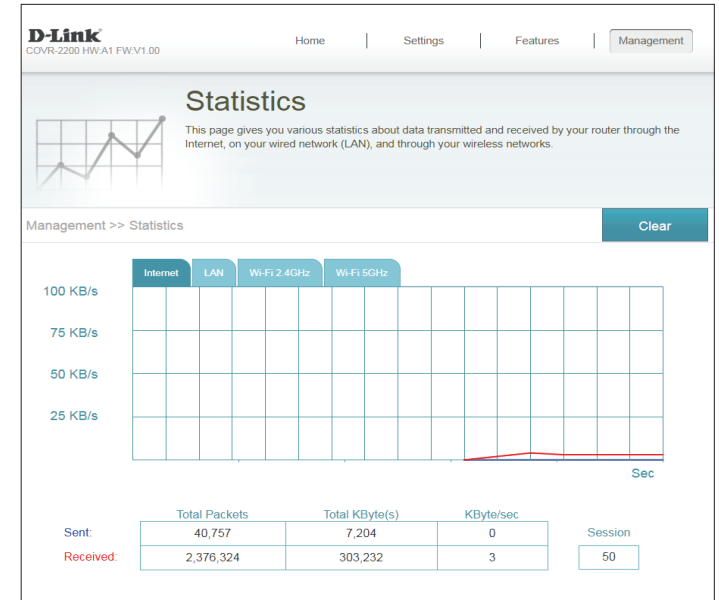 D-Link
COVR-2200 HW:A1 FW:V1.00
Home Settings Features Management
Statistics
This page gives you various statistics about data transmitted and received by your router through the
Internet, on your wired network (LAN), and through your wireless networks.
Management >> Statistics Clear
Internet LAN Wi-Fi 2.4GHz Wi-Fi 5GHz
100 KB/s
75 KB/s
50 KB/s
25 KB/s
Sec
Total Packets Total KByte(s) KByte/sec
Sent: 40,757 7,204 0 Session
Received: 2,376,324 303,232 3 50